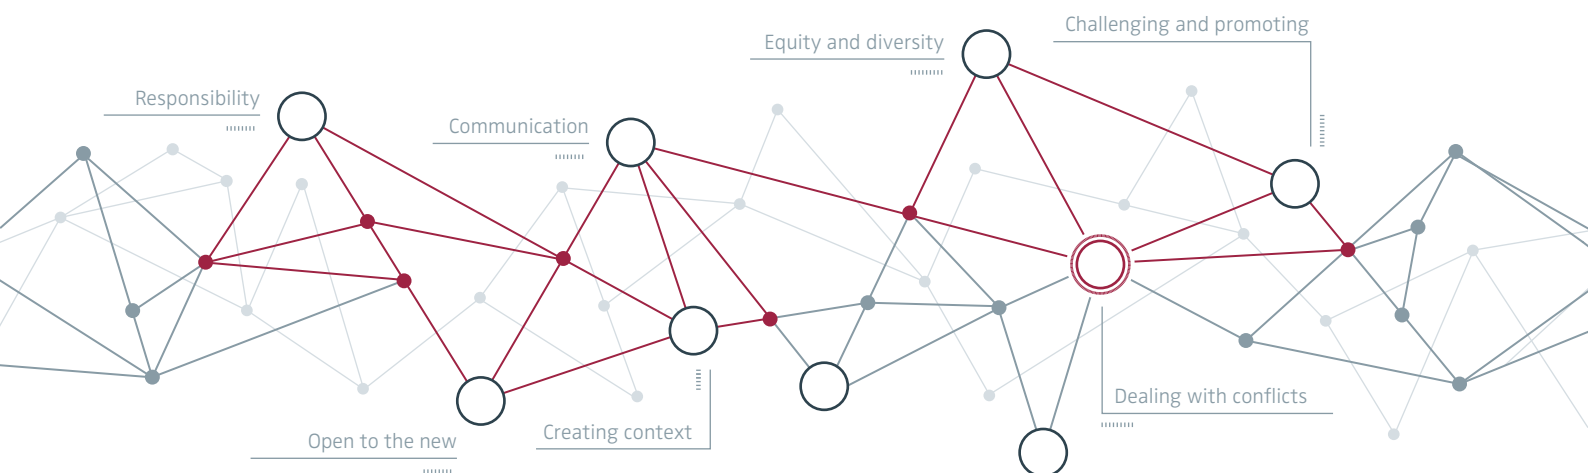 Challenging and promoting
Equity and diversity
Responsibility
Communication
Dealing with conflicts
Creating context
Open to the new